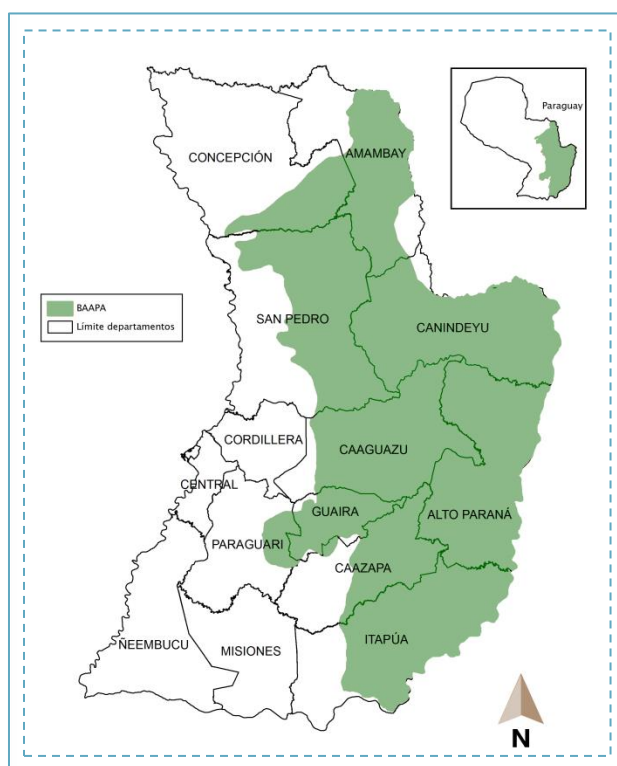 Paraguay
CONCEPCIÓN
AMAMBAY
BAAPA
Límite departamentos
SAN PEDRO
CANINDEYU
CORDILLERA
CAAGUAZU
CENTRAL
GUAIRA
ALTO PARANÁ
PARAGUARI
CAAZAPA
ÑEEMBUCU
MISIONES
ITAPÚA
N